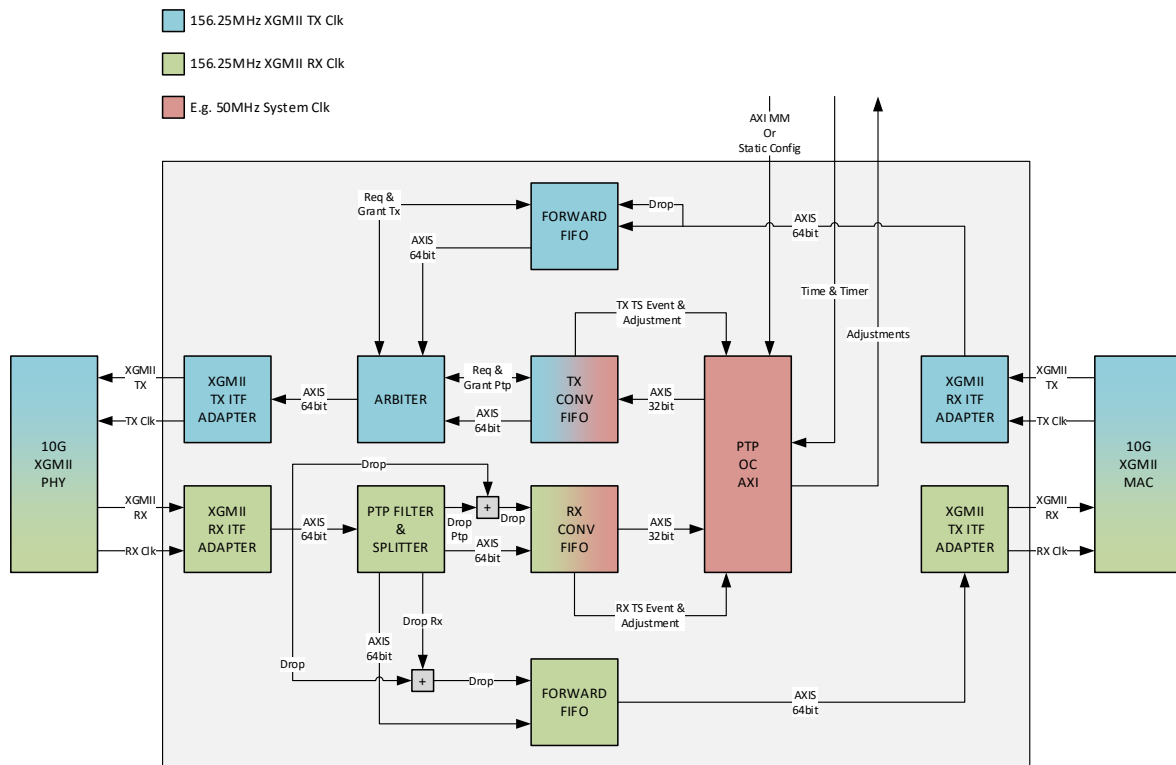 156.25MHz XGMII TX Clk
156.25MHz XGMII RX Clk
E.g. 50MHz System Clk
AXI MM
Or
Static Config
Req &
Grant Tx
FORWARD
FIFO
Drop
AXIS
64bit
AXIS
64bit
Time & Timer
TX TS Event &
Adjustment
Adjustments
10G
XGMII
PHY
XGMII
TX
TX Clk
XGMII
TX ITF
ADAPTER
AXIS
64bit
ARBITER
Req &
Grant Ptp
AXIS
64bit
TX
CONV
FIFO
AXIS
32bit
PTP
OC
AXI
XGMII
RX ITF
ADAPTER
XGMII
TX
TX Clk
10G
XGMII
MAC
Drop
XGMII
RX
RX Clk
XGMII
RX ITF
ADAPTER
AXIS
64bit
PTP FILTER
&
SPLITTER
Drop
Ptp
+
Drop
AXIS
64bit
RX
CONV
FIFO
AXIS
32bit
XGMII
TX ITF
ADAPTER
XGMII
RX
RX Clk
RX TS Event &
Adjustment
Drop Rx
AXIS
64bit
Drop
+
Drop
FORWARD
FIFO
AXIS
64bit